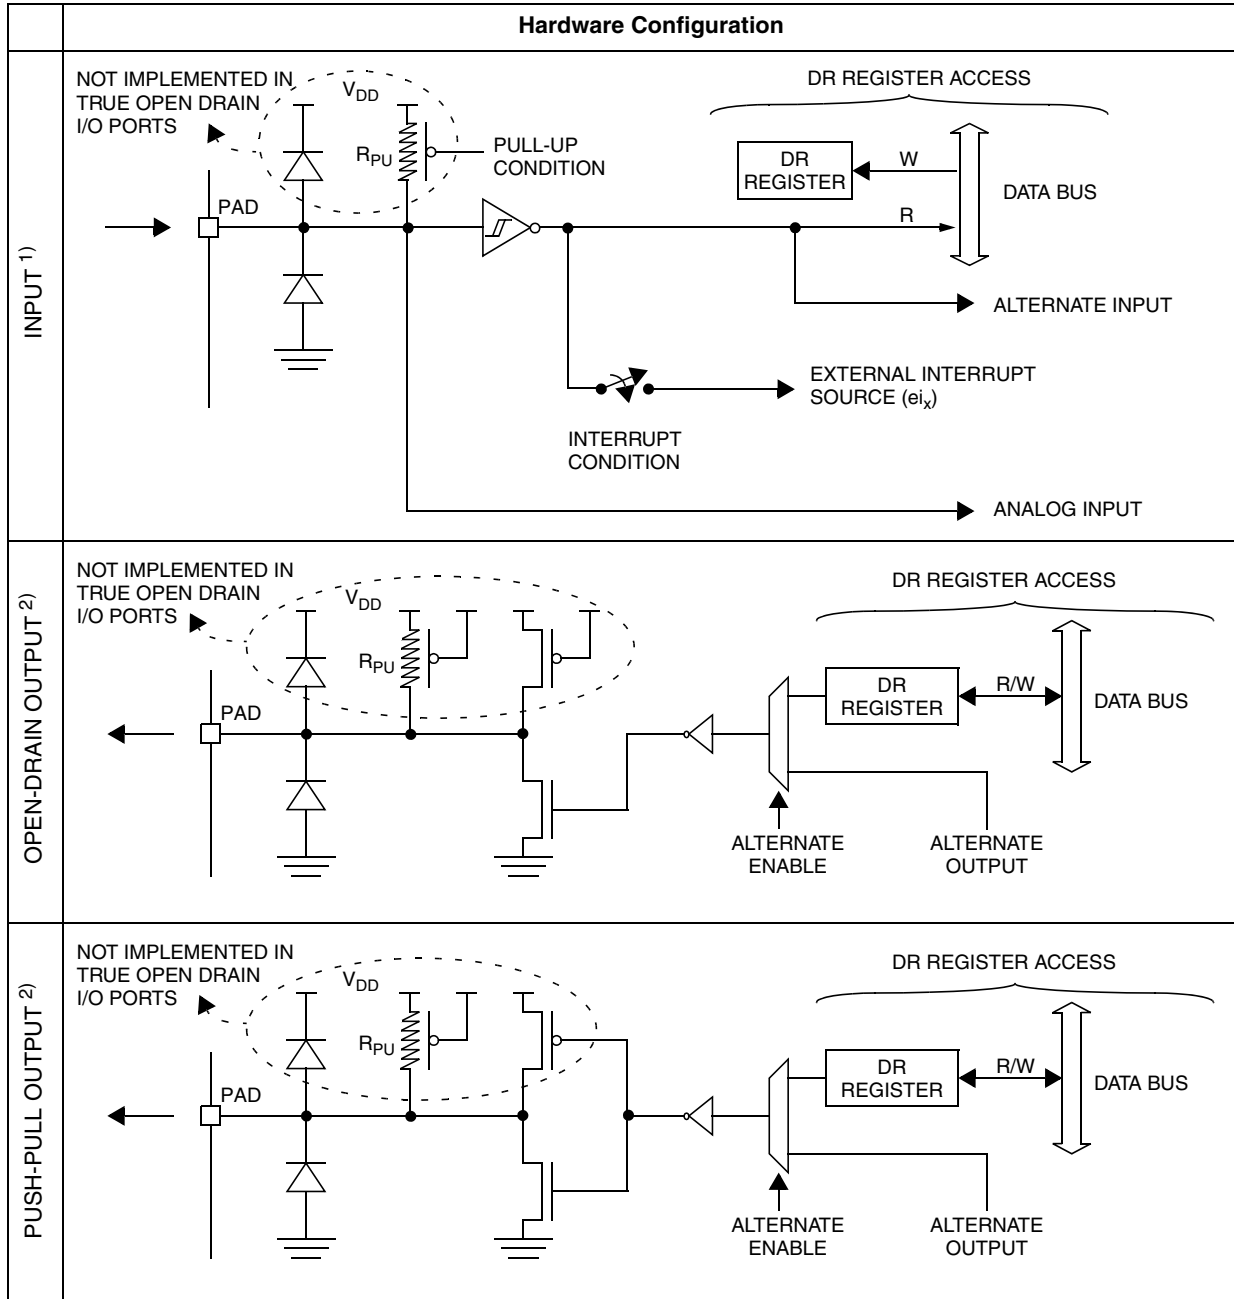 Hardware Configuration
INPUT 1)
NOT IMPLEMENTED IN
TRUE OPEN DRAIN
I/O PORTS
VDD
RPU
PULL-UP
CONDITION
PAD
DR REGISTER ACCESS
DR
REGISTER
W
R
DATA BUS
ALTERNATE INPUT
EXTERNAL INTERRUPT
SOURCE (eix)
INTERRUPT
CONDITION
ANALOG INPUT
OPEN-DRAIN OUTPUT 2)
NOT IMPLEMENTED IN
TRUE OPEN DRAIN
I/O PORTS
VDD
RPU
PAD
DR REGISTER ACCESS
DR
REGISTER
R/W
DATA BUS
ALTERNATE
ENABLE
ALTERNATE
OUTPUT
PUSH-PULL OUTPUT 2)
NOT IMPLEMENTED IN
TRUE OPEN DRAIN
I/O PORTS
VDD
RPU
PAD
DR REGISTER ACCESS
DR
REGISTER
R/W
DATA BUS
ALTERNATE
ENABLE
ALTERNATE
OUTPUT